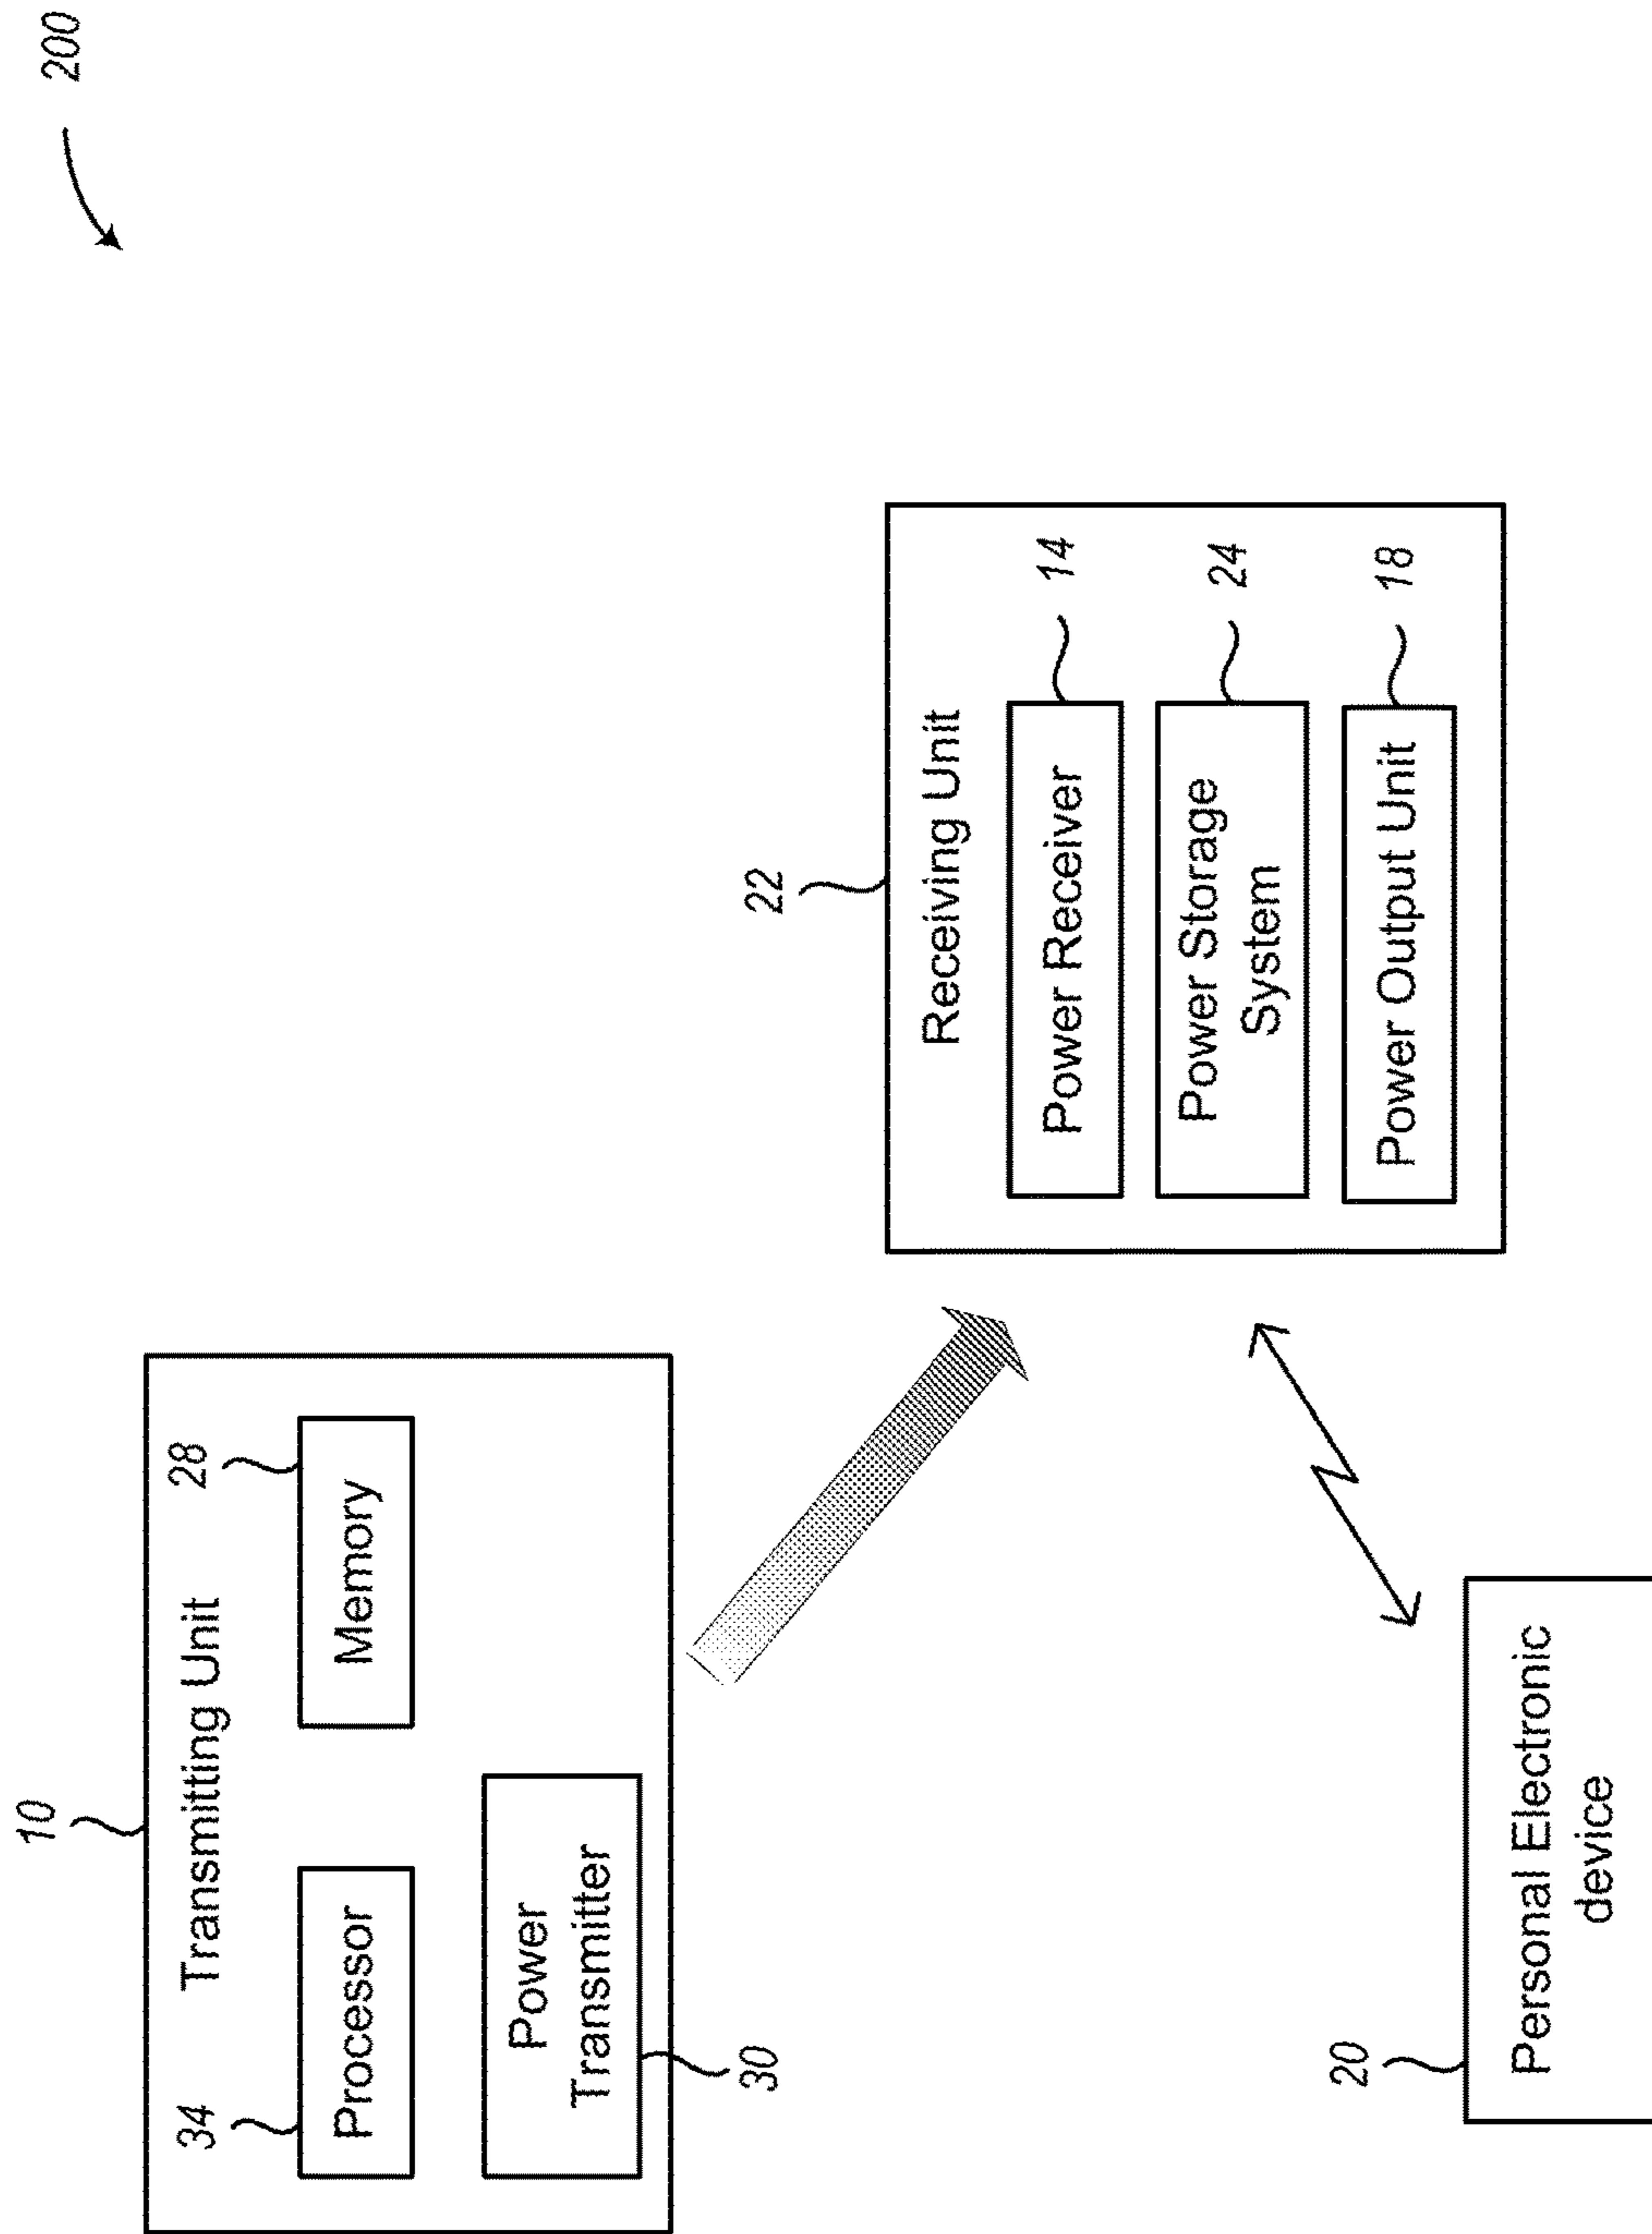 200
10
Transmitting Unit
34
28
Processor
Memory
Power
Transmitter
30
22
Receiving Unit
Power Receiver
14
Power Storage
System
24
Power Output Unit
18
20
Personal Electronic
device